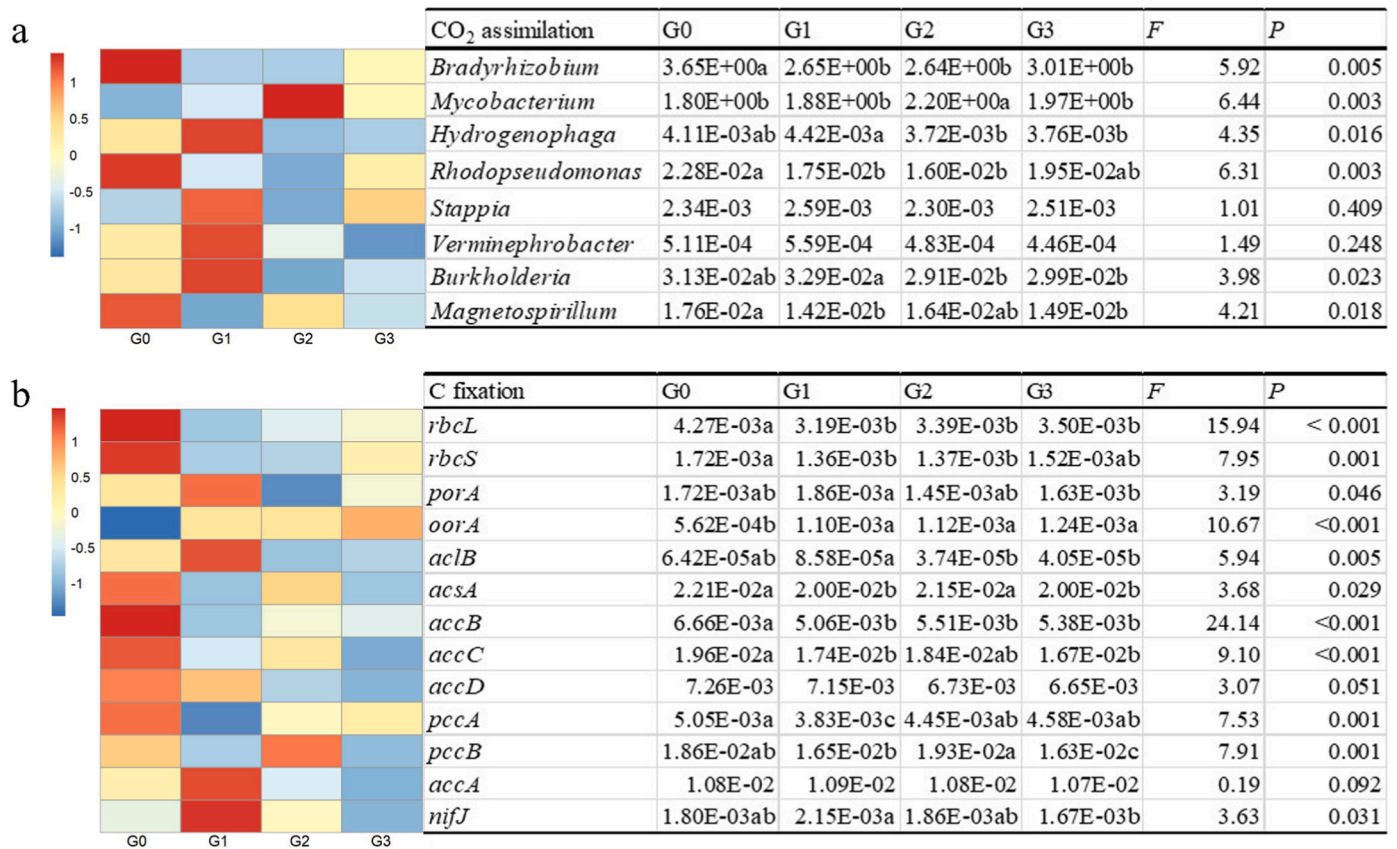 a
CO2 assimilation G0 G1 G2 G3 F P
Bradyrhizobium 3.65E+00a 2.65E+00b 2.64E+00b 3.01E+00b 5.92 0.005
Mycobacterium 1.80E+00b 1.88E+00b 2.20E+00a 1.97E+00b 6.44 0.003
Hydrogenophaga 4.11E-03ab 4.42E-03a 3.72E-03b 3.76E-03b 4.35 0.016
Rhodopseudomonas 2.28E-02a 1.75E-02b 1.60E-02b 1.95E-02ab 6.31 0.003
Stappia 2.34E-03 2.59E-03 2.30E-03 2.51E-03 1.01 0.409
Verminephrobacter 5.11E-04 5.59E-04 4.83E-04 4.46E-04 1.49 0.248
Burkholderia 3.13E-02ab 3.29E-02a 2.91E-02b 2.99E-02b 3.98 0.023
Magnetospirillum 1.76E-02a 1.42E-02b 1.64E-02ab 1.49E-02b 4.21 0.018
1
0.5
0
-0.5
-1
G0 G1 G2 G3
b
C fixation G0 G1 G2 G3 F P
rbcL 4.27E-03a 3.19E-03b 3.39E-03b 3.50E-03b 15.94 < 0.001
rbcS 1.72E-03a 1.36E-03b 1.37E-03b 1.52E-03ab 7.95 0.001
porA 1.72E-03ab 1.86E-03a 1.45E-03ab 1.63E-03b 3.19 0.046
oorA 5.62E-04b 1.10E-03a 1.12E-03a 1.24E-03a 10.67 <0.001
aclB 6.42E-05ab 8.58E-05a 3.74E-05b 4.05E-05b 5.94 0.005
acsA 2.21E-02a 2.00E-02b 2.15E-02a 2.00E-02b 3.68 0.029
accB 6.66E-03a 5.06E-03b 5.51E-03b 5.38E-03b 24.14 <0.001
accC 1.96E-02a 1.74E-02b 1.84E-02ab 1.67E-02b 9.10 <0.001
accD 7.26E-03 7.15E-03 6.73E-03 6.65E-03 3.07 0.051
pccA 5.05E-03a 3.83E-03c 4.45E-03ab 4.58E-03ab 7.53 0.001
pccB 1.86E-02ab 1.65E-02b 1.93E-02a 1.63E-02c 7.91 0.001
accA 1.08E-02 1.09E-02 1.08E-02 1.07E-02 0.19 0.092
nifJ 1.80E-03ab 2.15E-03a 1.86E-03ab 1.67E-03b 3.63 0.031
1
0.5
0
-0.5
-1
G0 G1 G2 G3